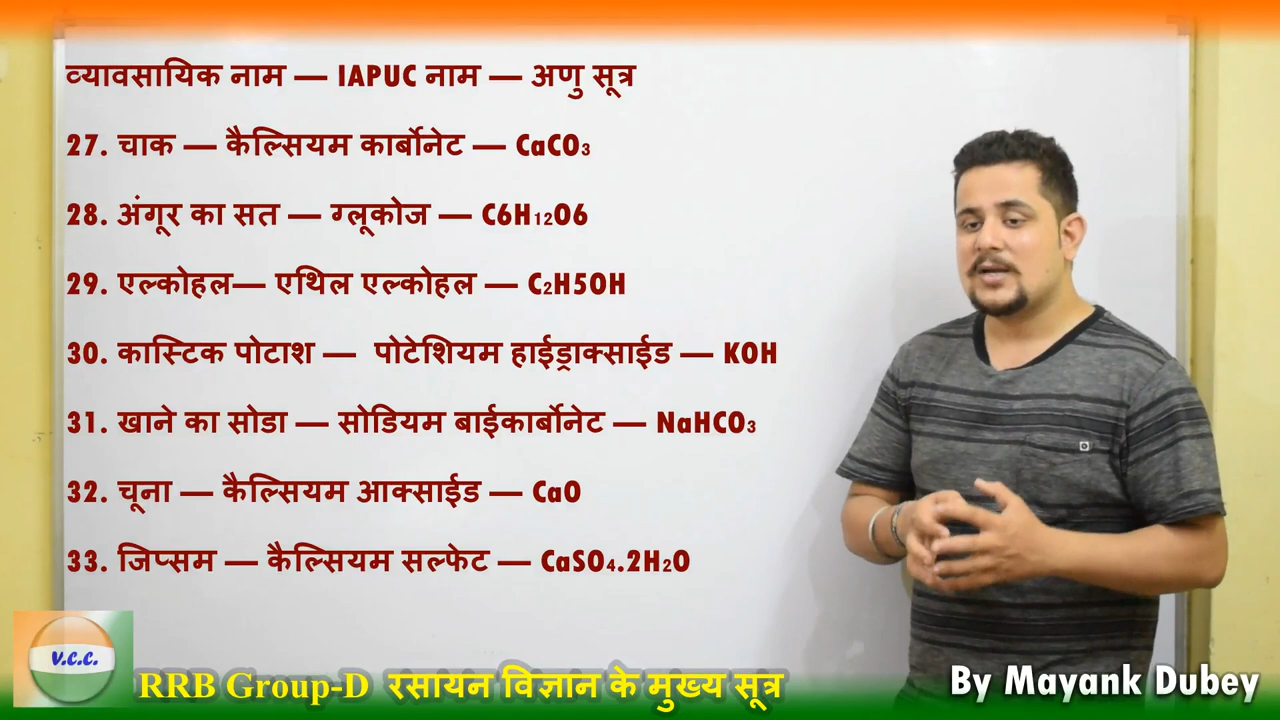 व्यावसायिक नाम — IAPUC नाम — अणु सूत्र
27. चाक — कैल्सियम कार्बोनेट — CaCO₃
28. अंगूर का सत — ग्लूकोज — C6H₁₂O6
29. एल्कोहल— एथिल एल्कोहल — C₂H5OH
30. कास्टिक पोटाश — पोटेशियम हाईड्राक्साईड — KOH
31. खाने का सोडा — सोडियम बाईकार्बोनेट — NaHCO₃
32. चूना — कैल्सियम आक्साईड — CaO
33. जिप्सम — कैल्सियम सल्फेट — CaSO₄.2H₂O
V.C.C.
RRB Group-D रसायन विज्ञान के मुख्य सूत्र
By Mayank Dubey